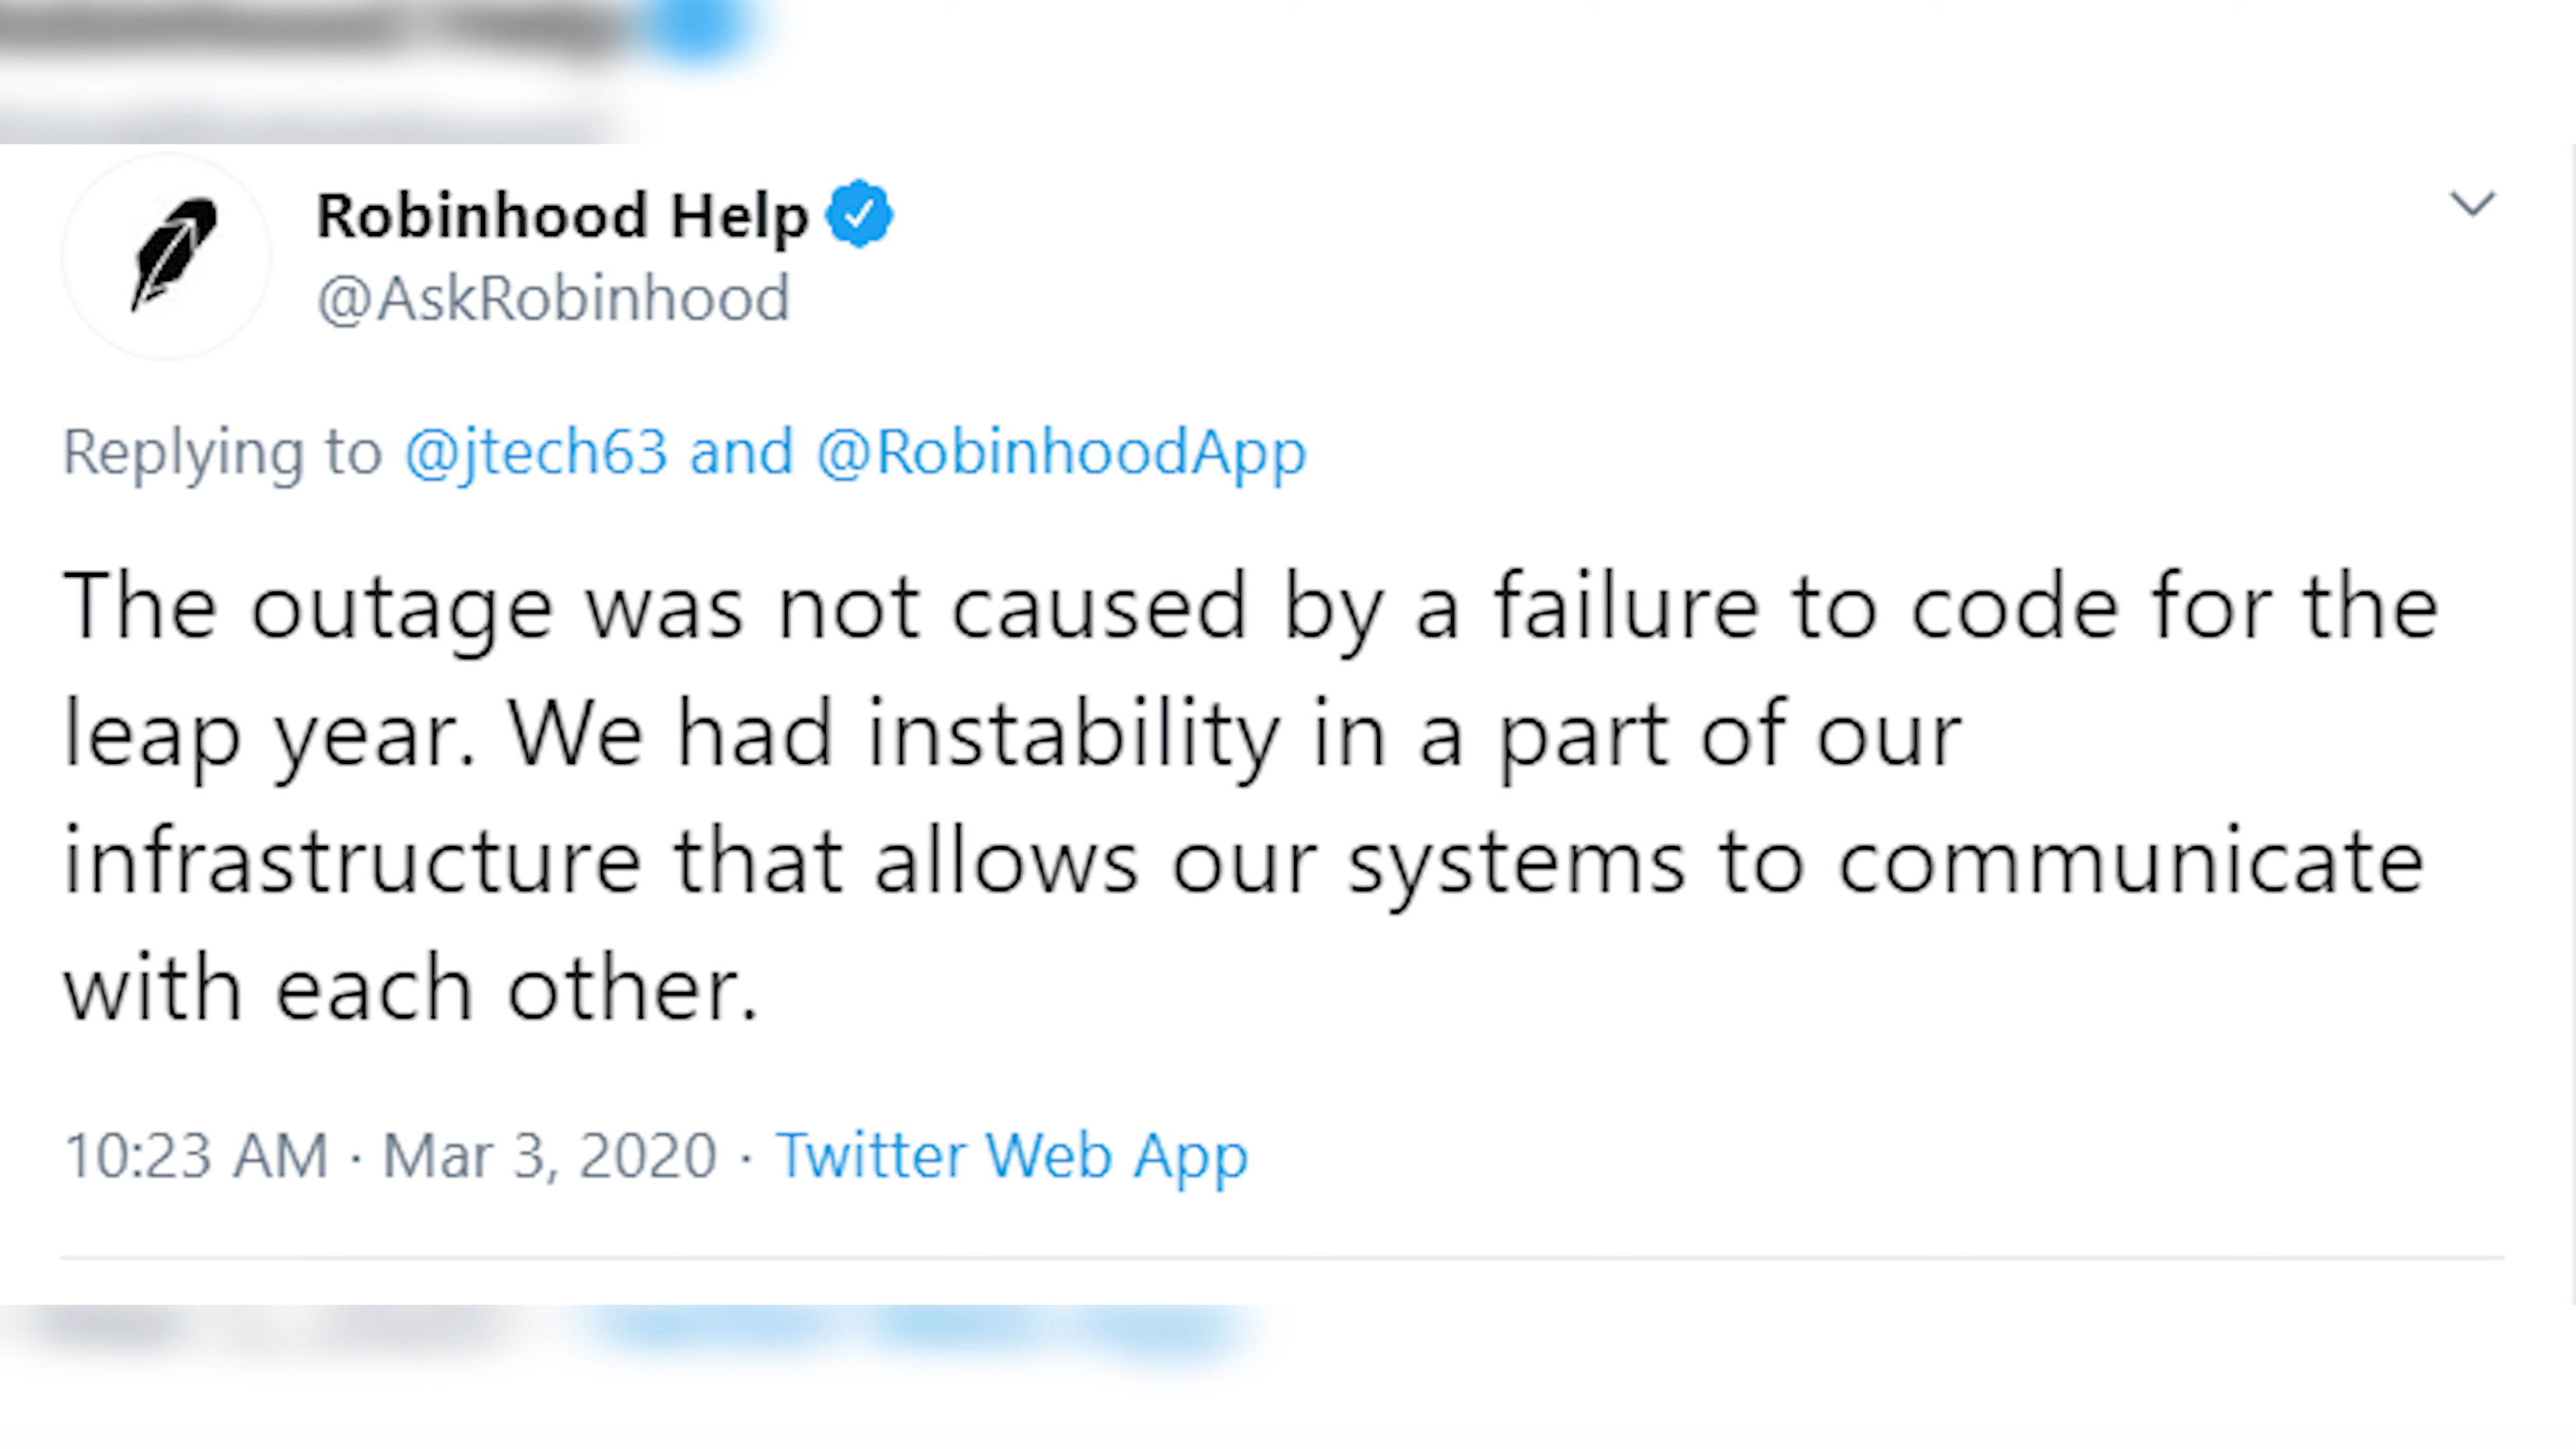 Robinhood Help
@AskRobinhood
Replying to @jtech63 and @RobinhoodApp
The outage was not caused by a failure to code for the
leap year. We had instability in a part of our
infrastructure that allows our systems to communicate
with each other.
10:23 AM · Mar 3, 2020 · Twitter Web App